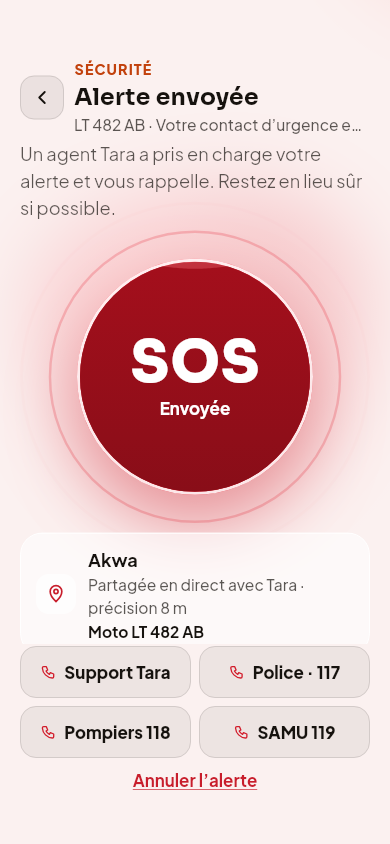 SÉCURITÉ
Alerte envoyée
LT 482 AB · Votre contact d’urgence e…
Un agent Tara a pris en charge votre
alerte et vous rappelle. Restez en lieu sûr
si possible.
SOS
Envoyée
Akwa
Partagée en direct avec Tara ·
précision 8 m
Moto LT 482 AB
Support Tara
Police · 117
Pompiers 118
SAMU 119
Annuler l’alerte